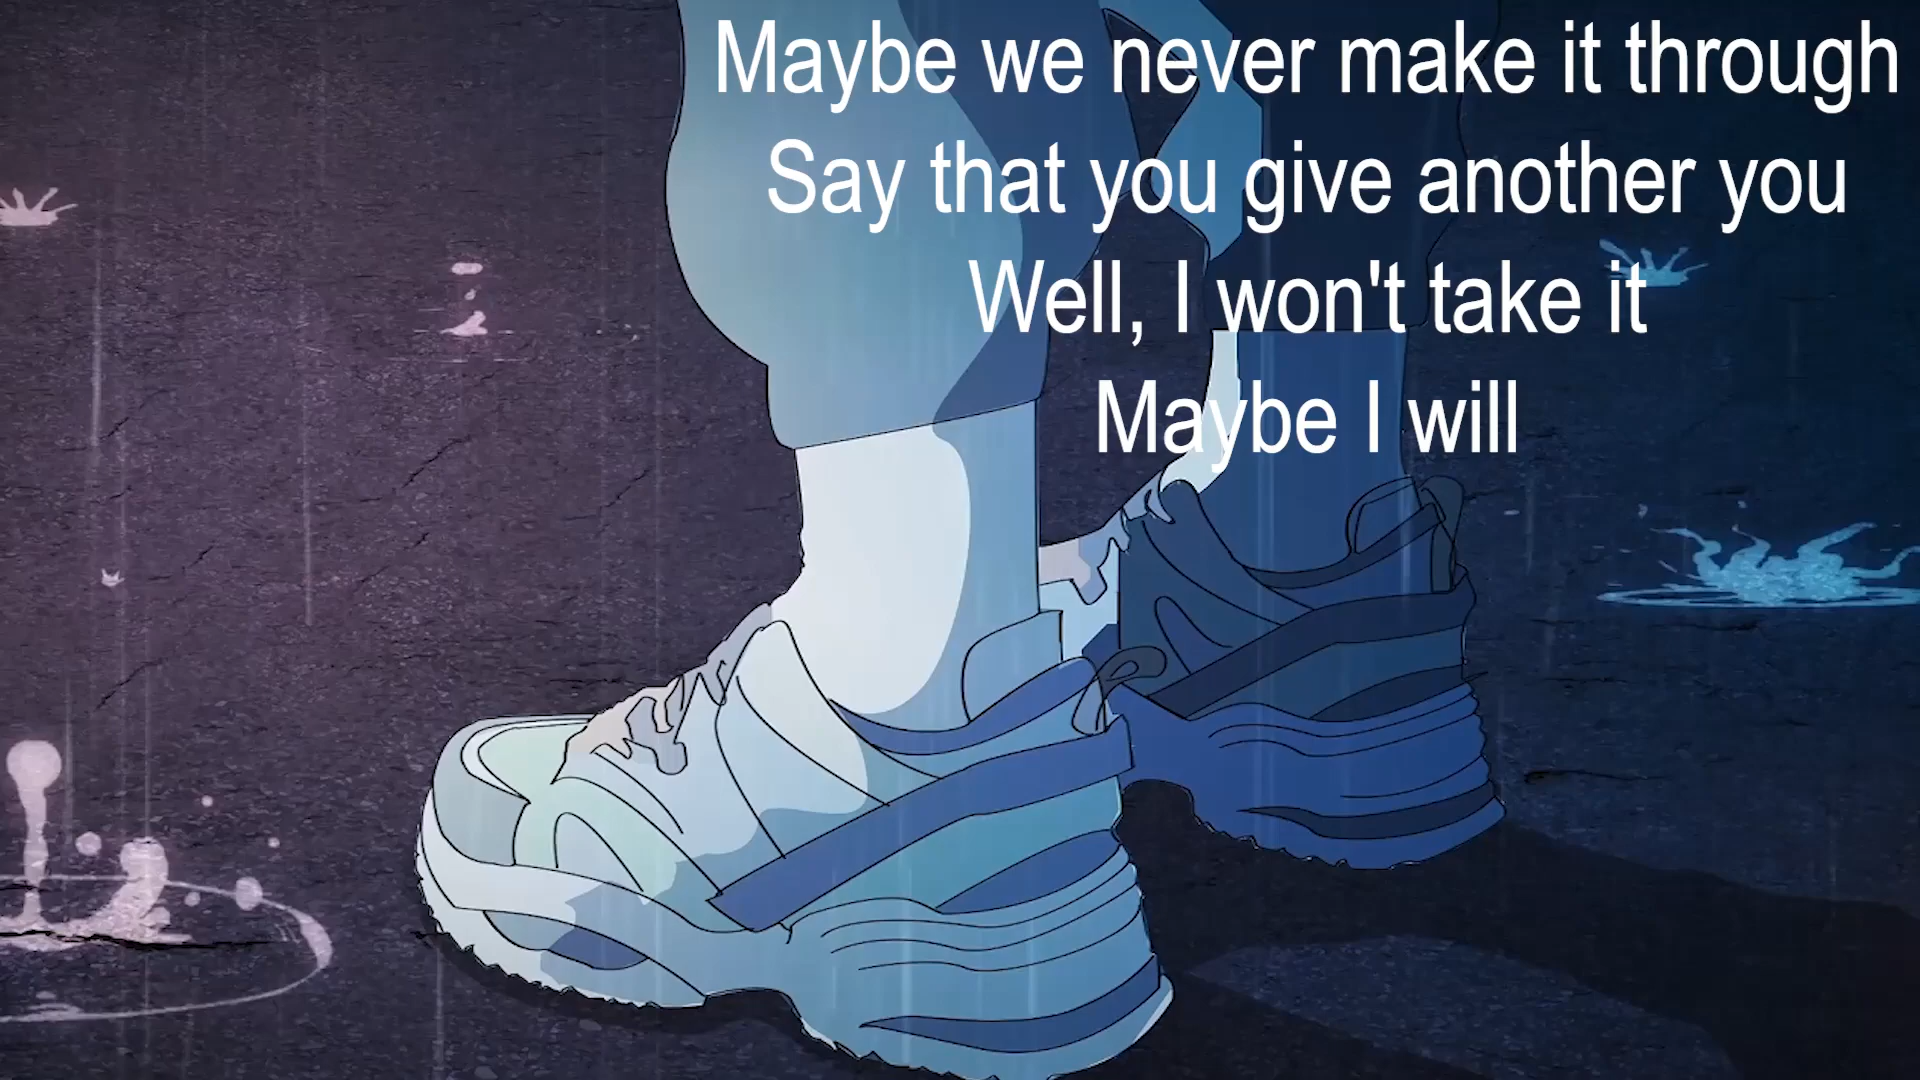 Maybe we never make it through
Say that you give another you
Well, I won't take it
Maybe I will